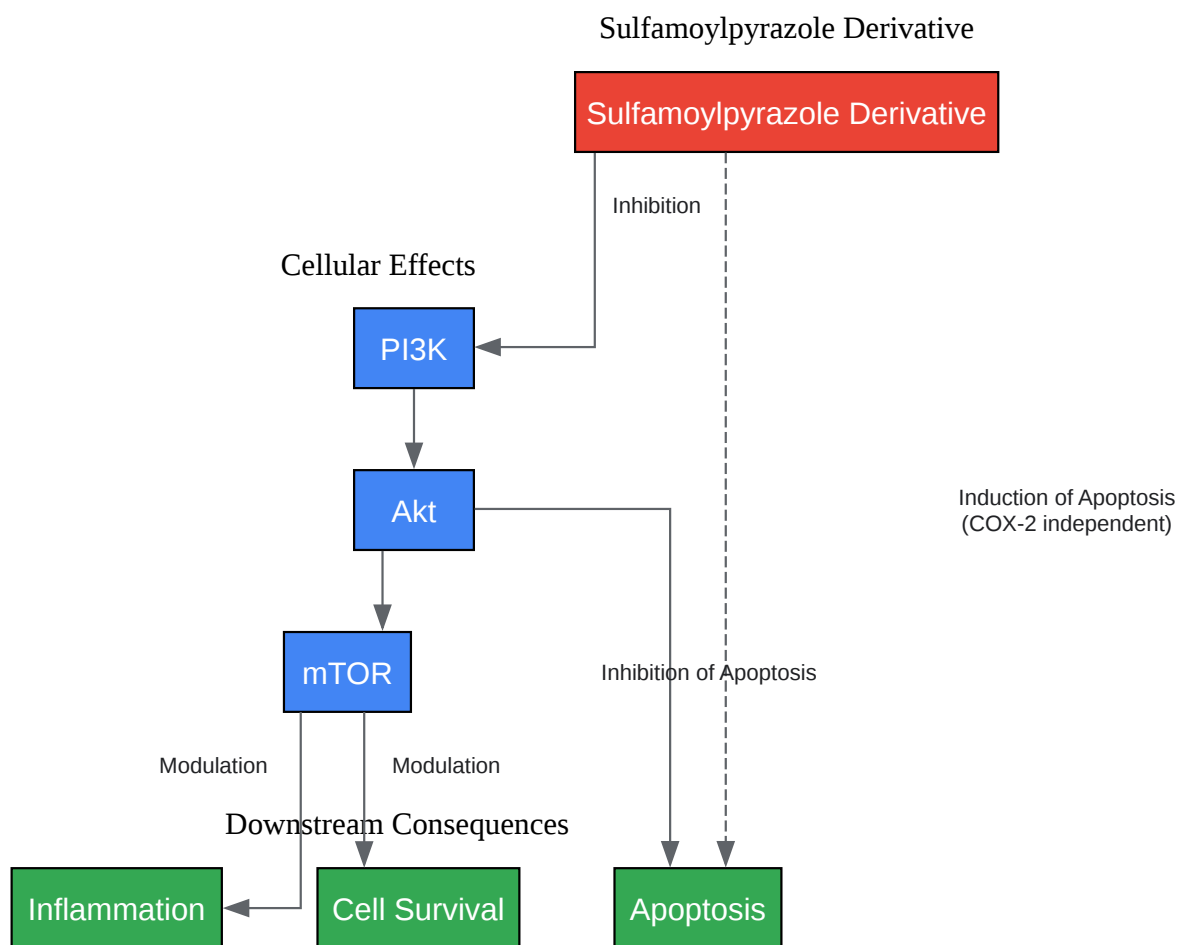 Sulfamoylpyrazole Derivative
Sulfamoylpyrazole Derivative
Inhibition
Cellular Effects
PI3K
Akt
Induction of Apoptosis
(COX-2 independent)
mTOR
Inhibition of Apoptosis
Modulation
Modulation
Downstream Consequences
Inflammation
Cell Survival
Apoptosis